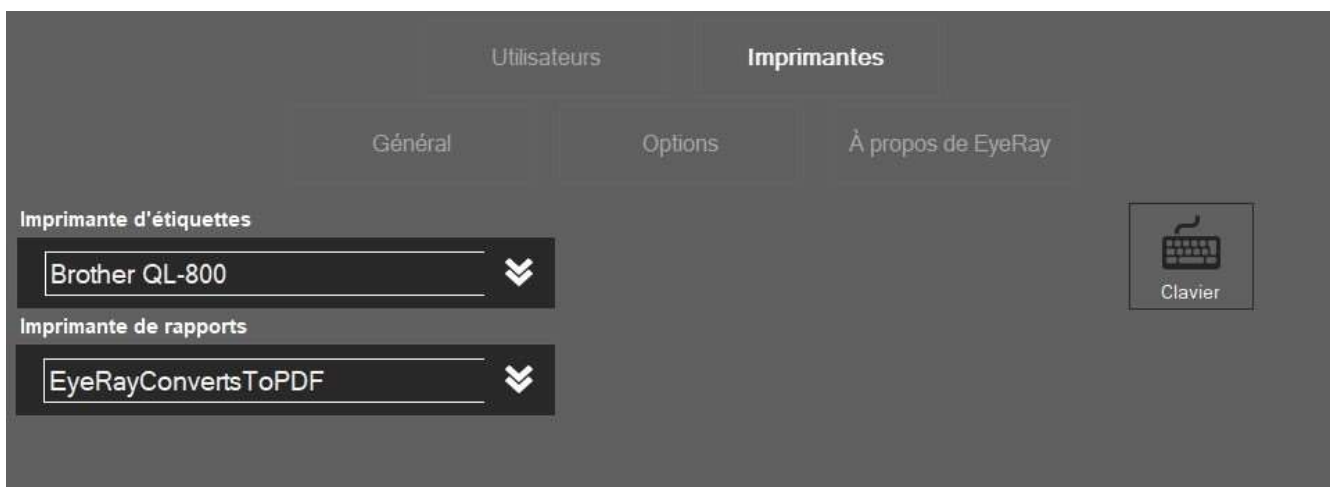 Utilisateurs
Imprimantes
Général
Options
À propos de EyeRay
Imprimante d'étiquettes
Brother QL-800
Clavier
Imprimante de rapports
EyeRayConvertsToPDF